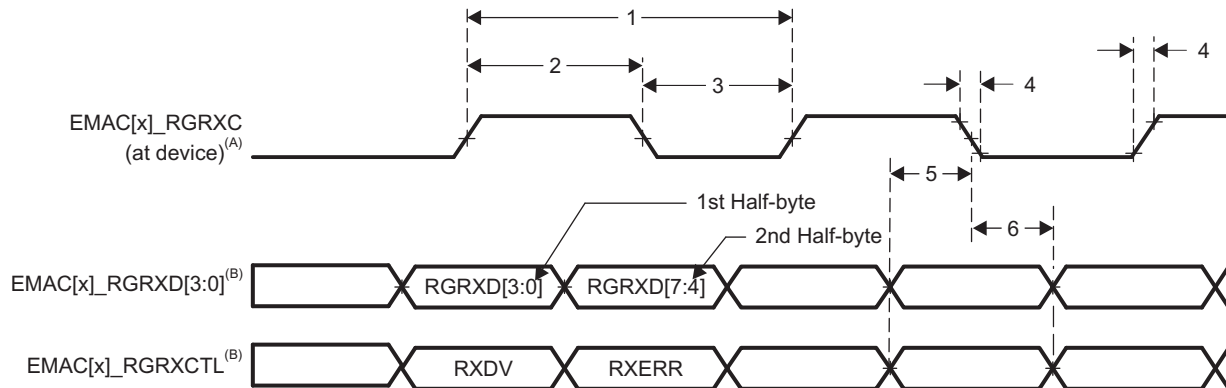 1
2
3
4
4
EMAC[x]_RGRXC
(at device)(A)
5
1st Half-byte
2nd Half-byte
6
EMAC[x]_RGRXD[3:0](B)
RGRXD[3:0]
RGRXD[7:4]
EMAC[x]_RGRXCTL(B)
RXDV
RXERR